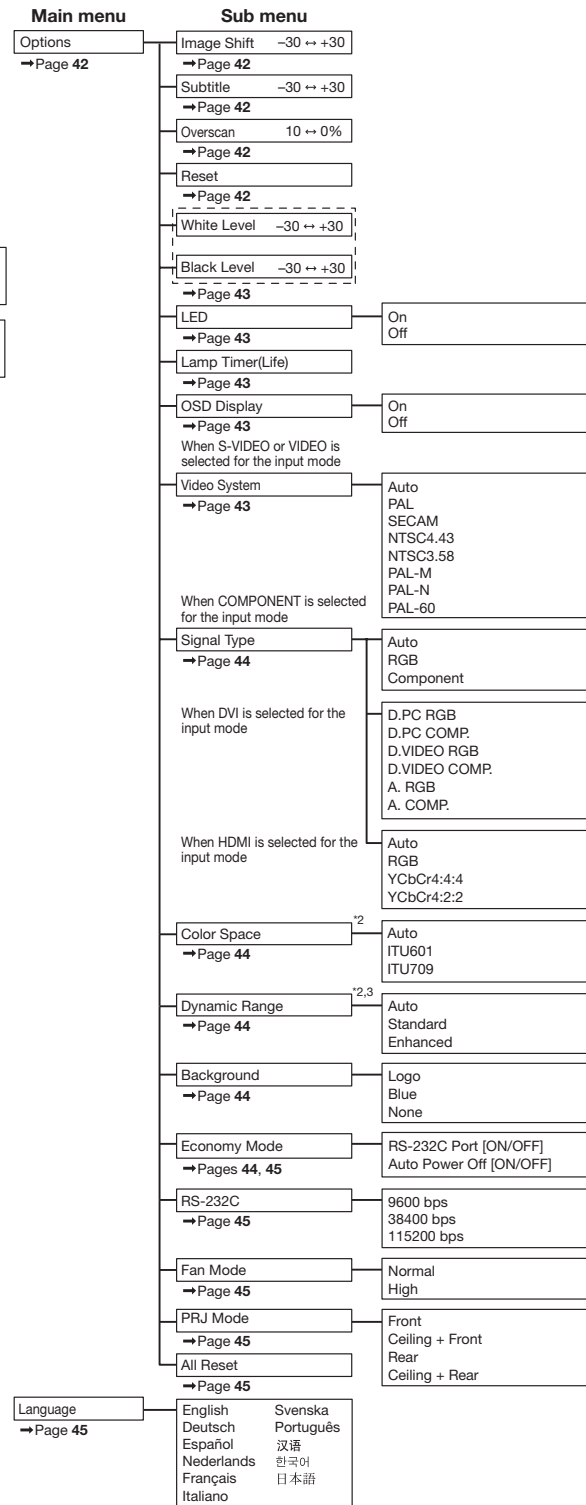 Main menu
Sub menu
Options
➞Page 42
Image Shift –30 ↔ +30
➞Page 42
Subtitle –30 ↔ +30
➞Page 42
Overscan 10 ↔ 0%
➞Page 42
Reset
➞Page 42
White Level –30 ↔ +30
Black Level –30 ↔ +30
➞Page 43
LED
➞Page 43
On
Off
Lamp Timer(Life)
➞Page 43
OSD Display
➞Page 43
On
Off
When S-VIDEO or VIDEO is
selected for the input mode
Video System
➞Page 43
Auto
PAL
SECAM
NTSC4.43
NTSC3.58
PAL-M
PAL-N
PAL-60
When COMPONENT is selected
for the input mode
Signal Type
➞Page 44
Auto
RGB
Component
When DVI is selected for the
input mode
D.PC RGB
D.PC COMP.
D.VIDEO RGB
D.VIDEO COMP.
A. RGB
A. COMP.
When HDMI is selected for the
input mode
Auto
RGB
YCbCr4:4:4
YCbCr4:2:2
Color Space *2
➞Page 44
Auto
ITU601
ITU709
Dynamic Range *2,3
➞Page 44
Auto
Standard
Enhanced
Background
➞Page 44
Logo
Blue
None
Economy Mode
➞Pages 44, 45
RS-232C Port [ON/OFF]
Auto Power Off [ON/OFF]
RS-232C
➞Page 45
9600 bps
38400 bps
115200 bps
Fan Mode
➞Page 45
Normal
High
PRJ Mode
➞Page 45
Front
Ceiling + Front
Rear
Ceiling + Rear
All Reset
➞Page 45
Language
➞Page 45
English
Deutsch
Español
Nederlands
Français
Italiano
Svenska
Português
汉语
한국어
日本語